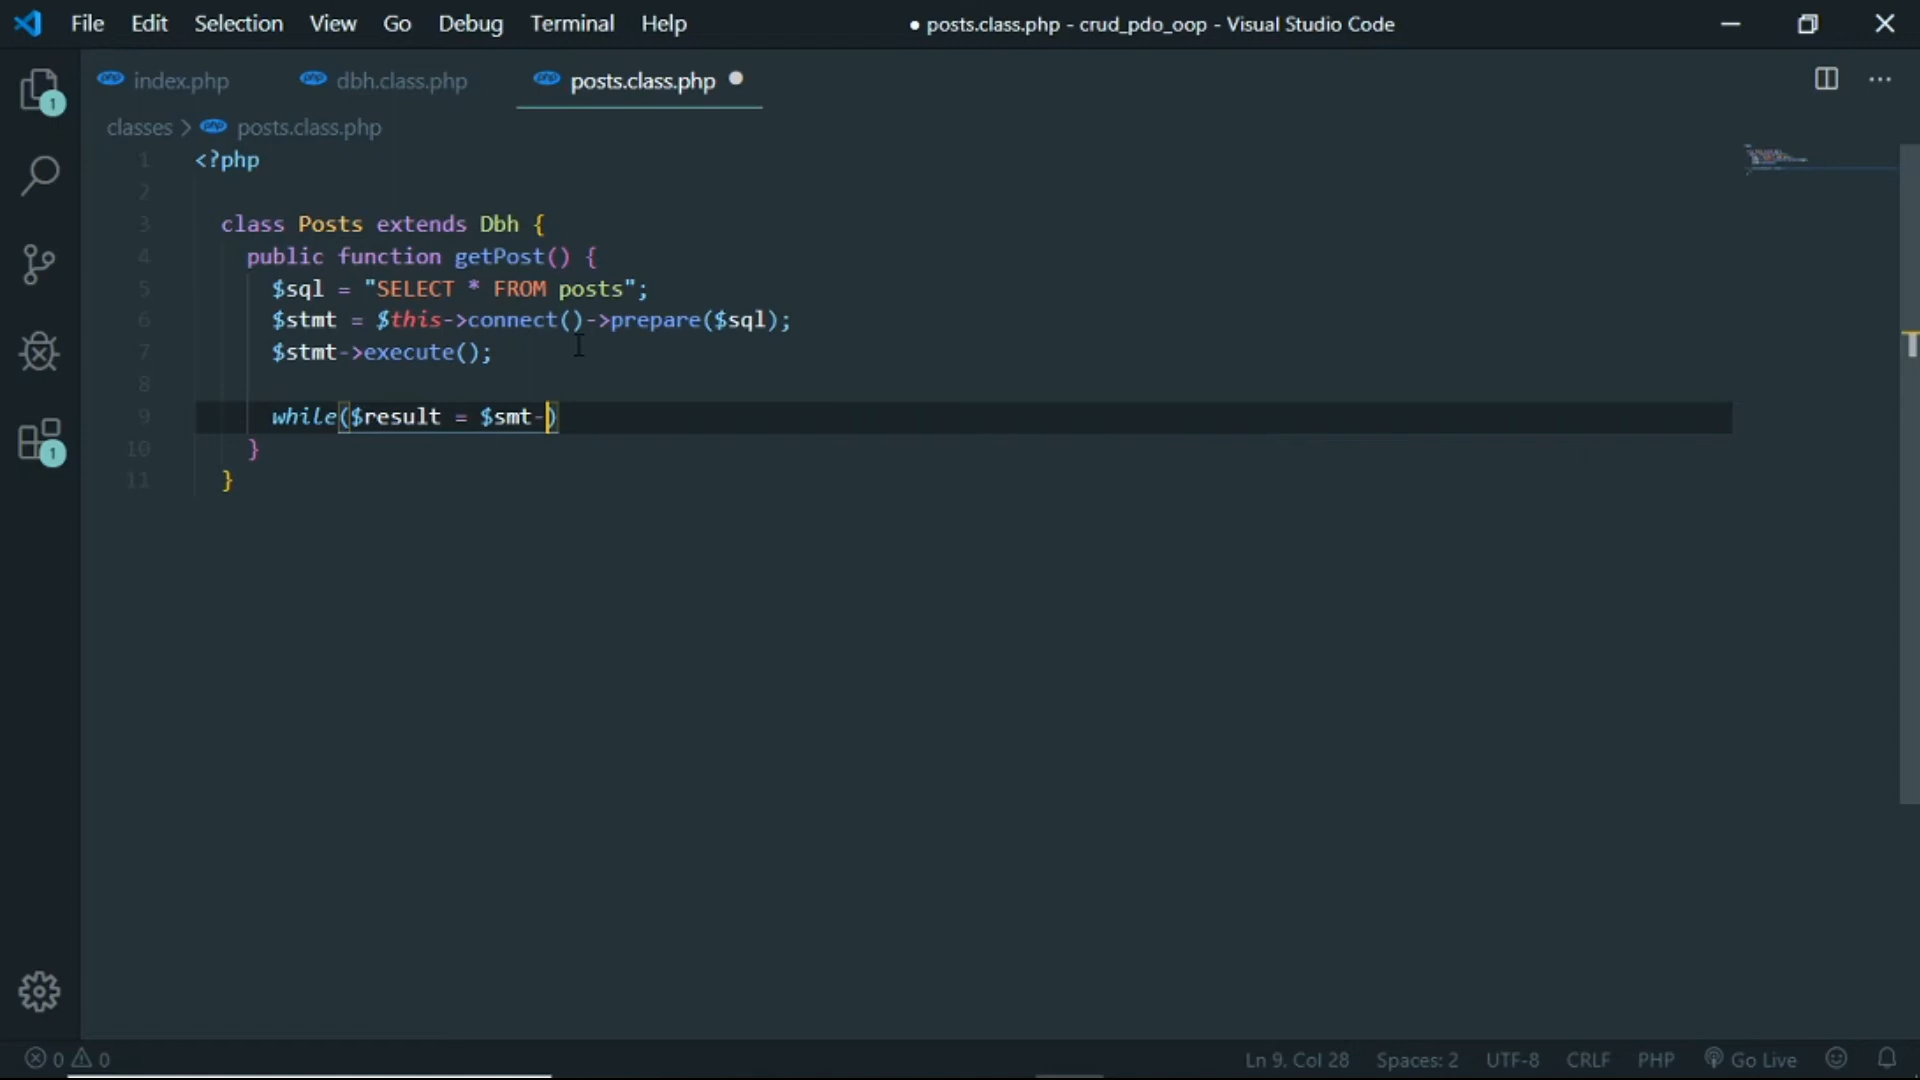 File Edit Selection View Go Debug Terminal Help ● posts.class.php - crud_pdo_oop - Visual Studio Code
index.php dbh.class.php posts.class.php
classes > posts.class.php
1 <?php
2
3 class Posts extends Dbh {
4 public function getPost() {
5 $sql = "SELECT * FROM posts";
6 $stmt = $this->connect()->prepare($sql);
7 $stmt->execute();
8
9 while($result = $smt-)
10 }
11 }
1
1
0 0 Ln 9, Col 28 Spaces: 2 UTF-8 CRLF PHP Go Live